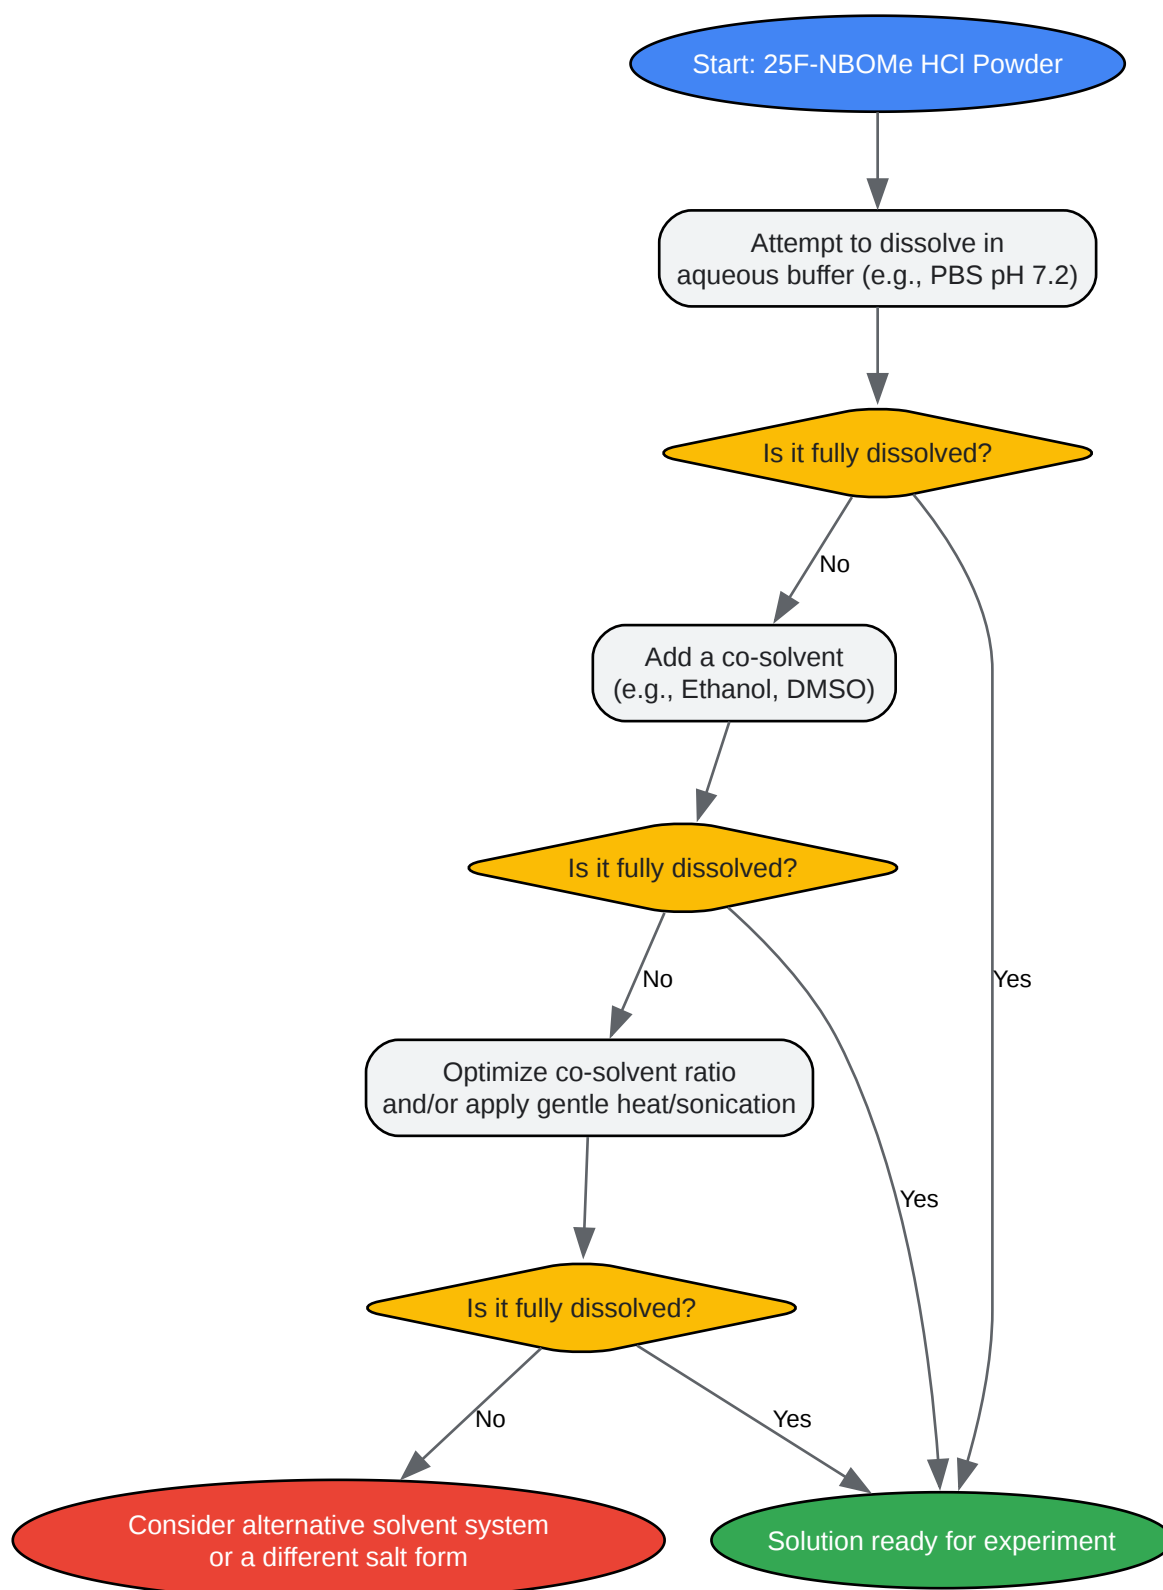 Start: 25F-NBOMe HCl Powder
Attempt to dissolve in
aqueous buffer (e.g., PBS pH 7.2)
Is it fully dissolved?
No
Add a co-solvent
(e.g., Ethanol, DMSO)
Is it fully dissolved?
No
Yes
Optimize co-solvent ratio
and/or apply gentle heat/sonication
Yes
Is it fully dissolved?
No
Yes
Consider alternative solvent system
or a different salt form
Solution ready for experiment